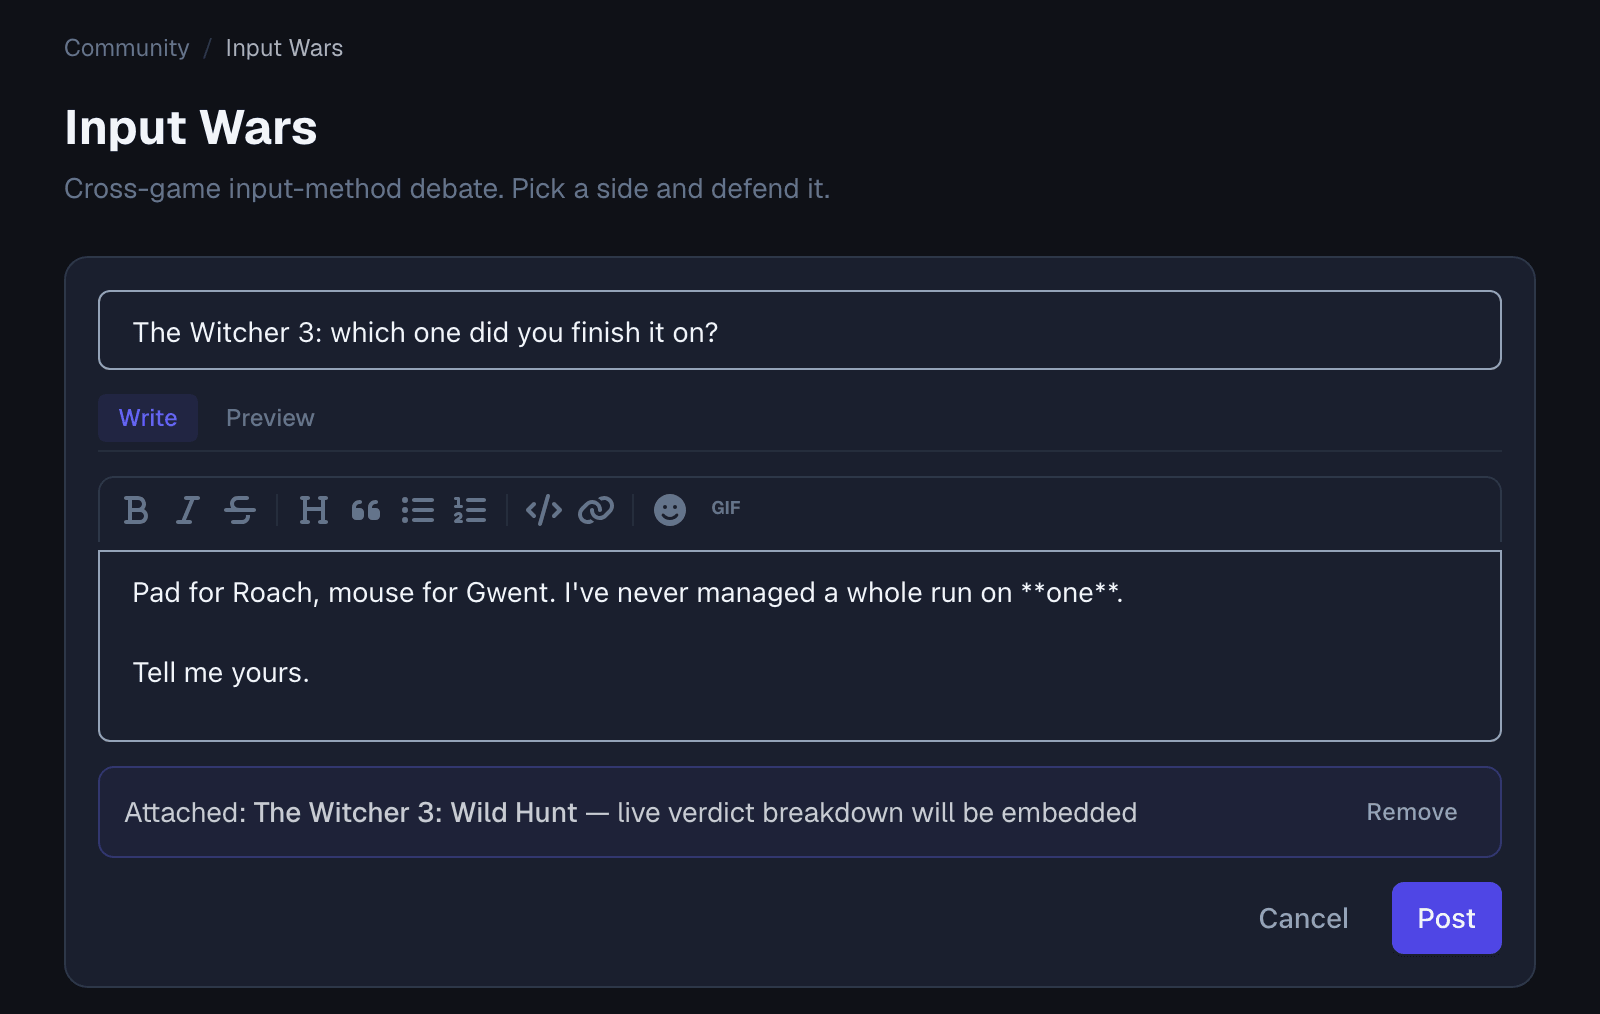 Community / Input Wars
Input Wars
Cross-game input-method debate. Pick a side and defend it.
The Witcher 3: which one did you finish it on?
Write Preview
GIF
Pad for Roach, mouse for Gwent. I've never managed a whole run on **one**.
Tell me yours.
Attached: The Witcher 3: Wild Hunt — live verdict breakdown will be embedded Remove
Cancel Post